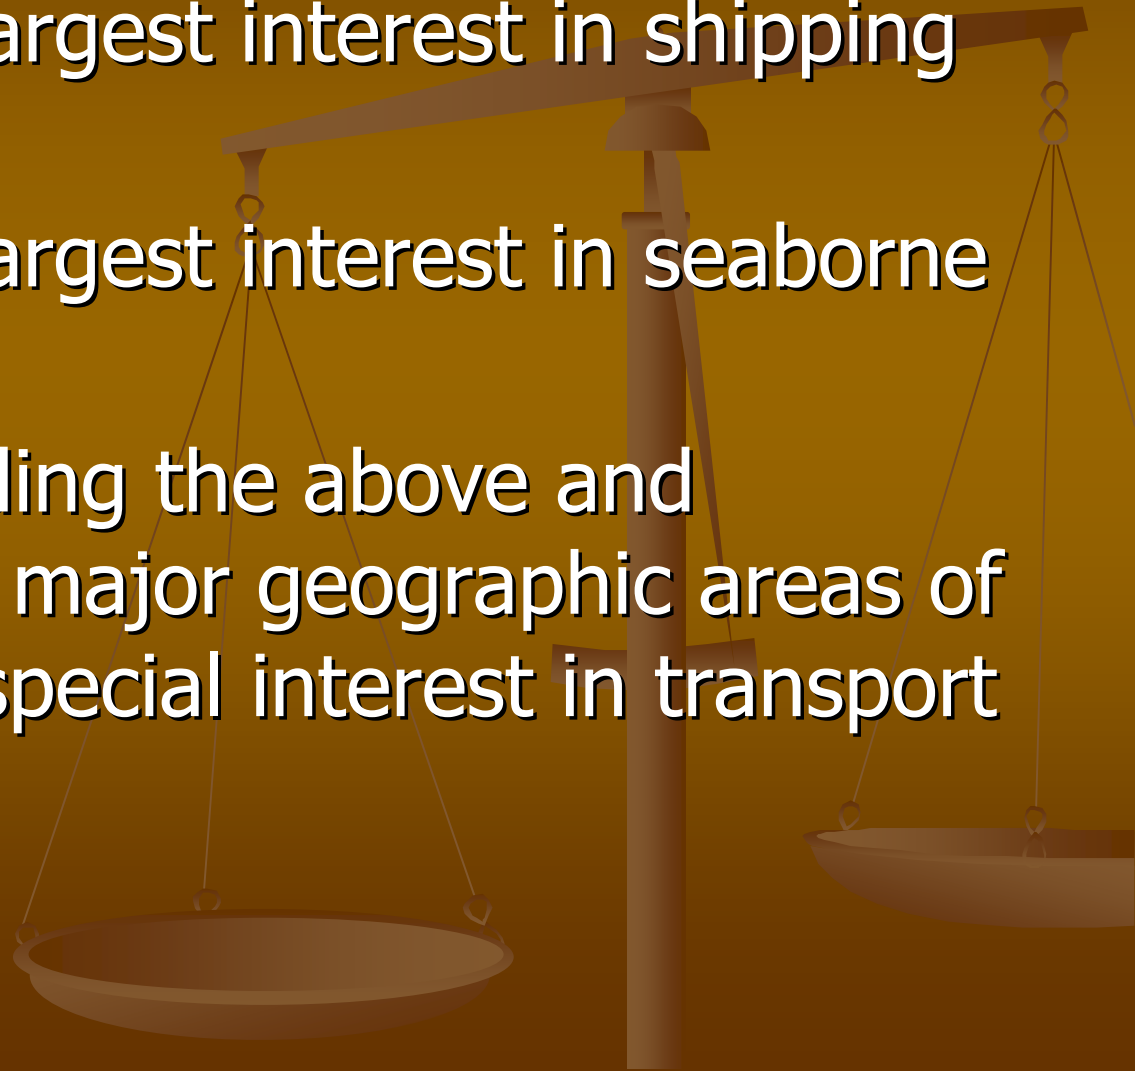 argest interest in shipping
argest interest in seaborne
ding the above and
major geographic areas of
special interest in transport